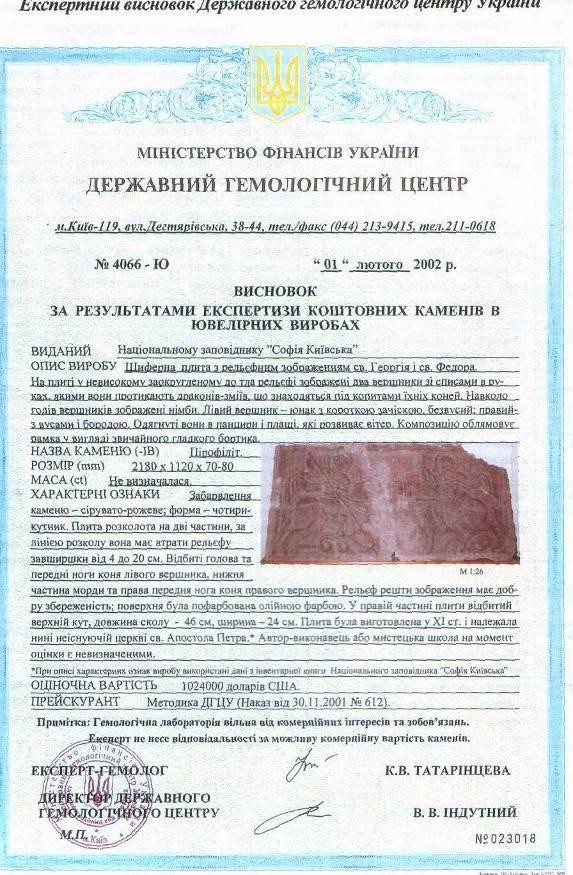 Експертний висновок Державного гемологічного центру України
МІНІСТЕРСТВО ФІНАНСІВ УКРАЇНИ
ДЕРЖАВНИЙ ГЕМОЛОГІЧНИЙ ЦЕНТР
м.Київ-119, вул.Дегтярівська, 38-44, тел./факс (044) 213-9415, тел.211-0618
№ 4066 - Ю “ 01 “ лютого 2002 р.
ВИСНОВОК
ЗА РЕЗУЛЬТАТАМИ ЕКСПЕРТИЗИ КОШТОВНИХ КАМЕНІВ В
ЮВЕЛІРНИХ ВИРОБАХ
ВИДАНИЙ Національному заповіднику "Софія Київська"
ОПИС ВИРОБУ Шиферна плита з рельєфним зображенням св. Георгія і св. Федора.
На плиті у невисокому заокругленому до тла рельєфі зображені два вершники зі списами в ру-
ках, якими вони протикають драконів-зміїв, що знаходяться під копитами їхніх коней. Навколо
голів вершників зображені німби. Лівий вершник – юнак з короткою зачіскою, безвусий; правий-
з вусами і бородою. Одягнуті вони в панцири і плащі, які розвиває вітер. Композицію облямовує
рамка у вигляді звичайного гладкого бортика.
НАЗВА КАМЕНЮ (-ІВ) Пірофіліт.
РОЗМІР (mm) 2180 х 1120 х 70-80
МАСА (ct) Не визначалася.
ХАРАКТЕРНІ ОЗНАКИ Забарвлення
каменю – сірувато-рожеве; форма – чотири-
кутник. Плита розколота на дві частини, за
лінією розколу вона має втрати рельєфу
завширшки від 4 до 20 см. Відбиті голова та
передні ноги коня лівого вершника, нижня
М 1:26
частина морди та права передня нога коня правого вершника. Рельєф решти зображення має доб-
ру збереженість; поверхня була пофарбована олійною фарбою. У правій частині плити відбитий
верхній кут, довжина сколу - 46 см, ширина – 24 см. Плита була виготовлена у XI ст. і належала
нині неіснуючій церкві св. Апостола Петра.* Автор-виконавець або мистецька школа на момент
оцінки є невизначеними.
*При описі характерних ознак виробу використані дані з інвентарної книги Національного заповідника "Софія Київська"
ОЦІНОЧНА ВАРТІСТЬ 1024000 доларів США.
ПРЕЙСКУРАНТ Методика ДГЦУ (Наказ від 30.11.2001 № 612).
Примітка: Гемологічна лабораторія вільна від комерційних інтересів та зобов'язань.
Експерт не несе відповідальності за можливу комерційну вартість каменів.
ЕКСПЕРТ-ГЕМОЛОГ К.В. ТАТАРІНЦЕВА
ДИРЕКТОР ДЕРЖАВНОГО
ГЕМОЛОГІЧНОГО ЦЕНТРУ В. В. ІНДУТНИЙ
М.П.
№023018